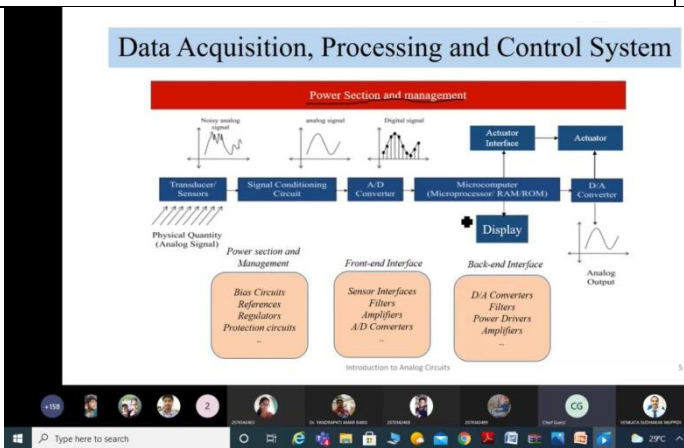 Data Acquisition, Processing and Control System
Power Section and management
Noisy analog
signal
analog signal
Digital signal
Actuator
Interface
Actuator
Transducer/
Sensors
Signal Conditioning
Circuit
A/D
Converter
Microcomputer
(Microprocessor/ RAM/ROM)
D/A
Converter
Physical Quantity
(Analog Signal)
Display
Analog
Output
Power section and
Management
Front-end Interface
Back-end Interface
Bias Circuits
References
Regulators
Protection circuits
..
Sensor Interfaces
Filters
Amplifiers
A/D Converters
..
D/A Converters
Filters
Power Drivers
Amplifiers
..
Introduction to Analog Circuits
5
+158
2
CG
Chief Guest
Type here to search
29°C